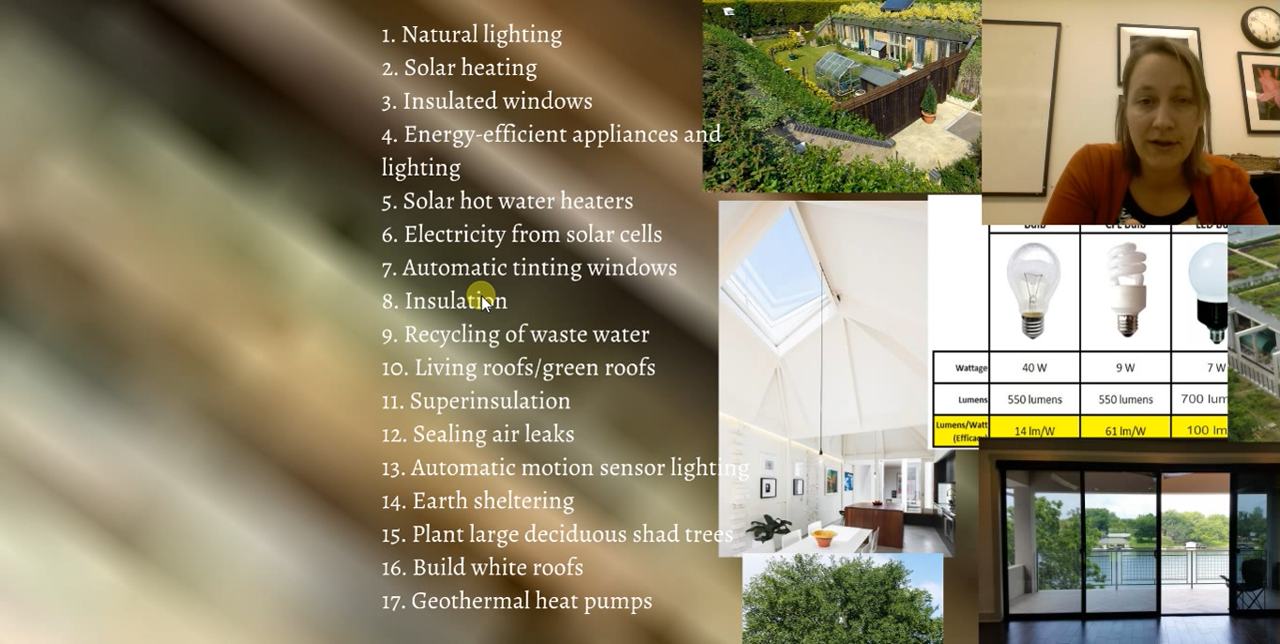 1. Natural lighting
2. Solar heating
3. Insulated windows
4. Energy-efficient appliances and
lighting
5. Solar hot water heaters
6. Electricity from solar cells
7. Automatic tinting windows
8. Insulation
9. Recycling of waste water
10. Living roofs/green roofs
11. Superinsulation
12. Sealing air leaks
13. Automatic motion sensor lighting
14. Earth sheltering
15. Plant large deciduous shad trees
16. Build white roofs
17. Geothermal heat pumps
Wattage 40 W 9 W 7 W
Lumens 550 lumens 550 lumens 700 lum
Lumens/Watt 14 lm/W 61 lm/W 100 lm